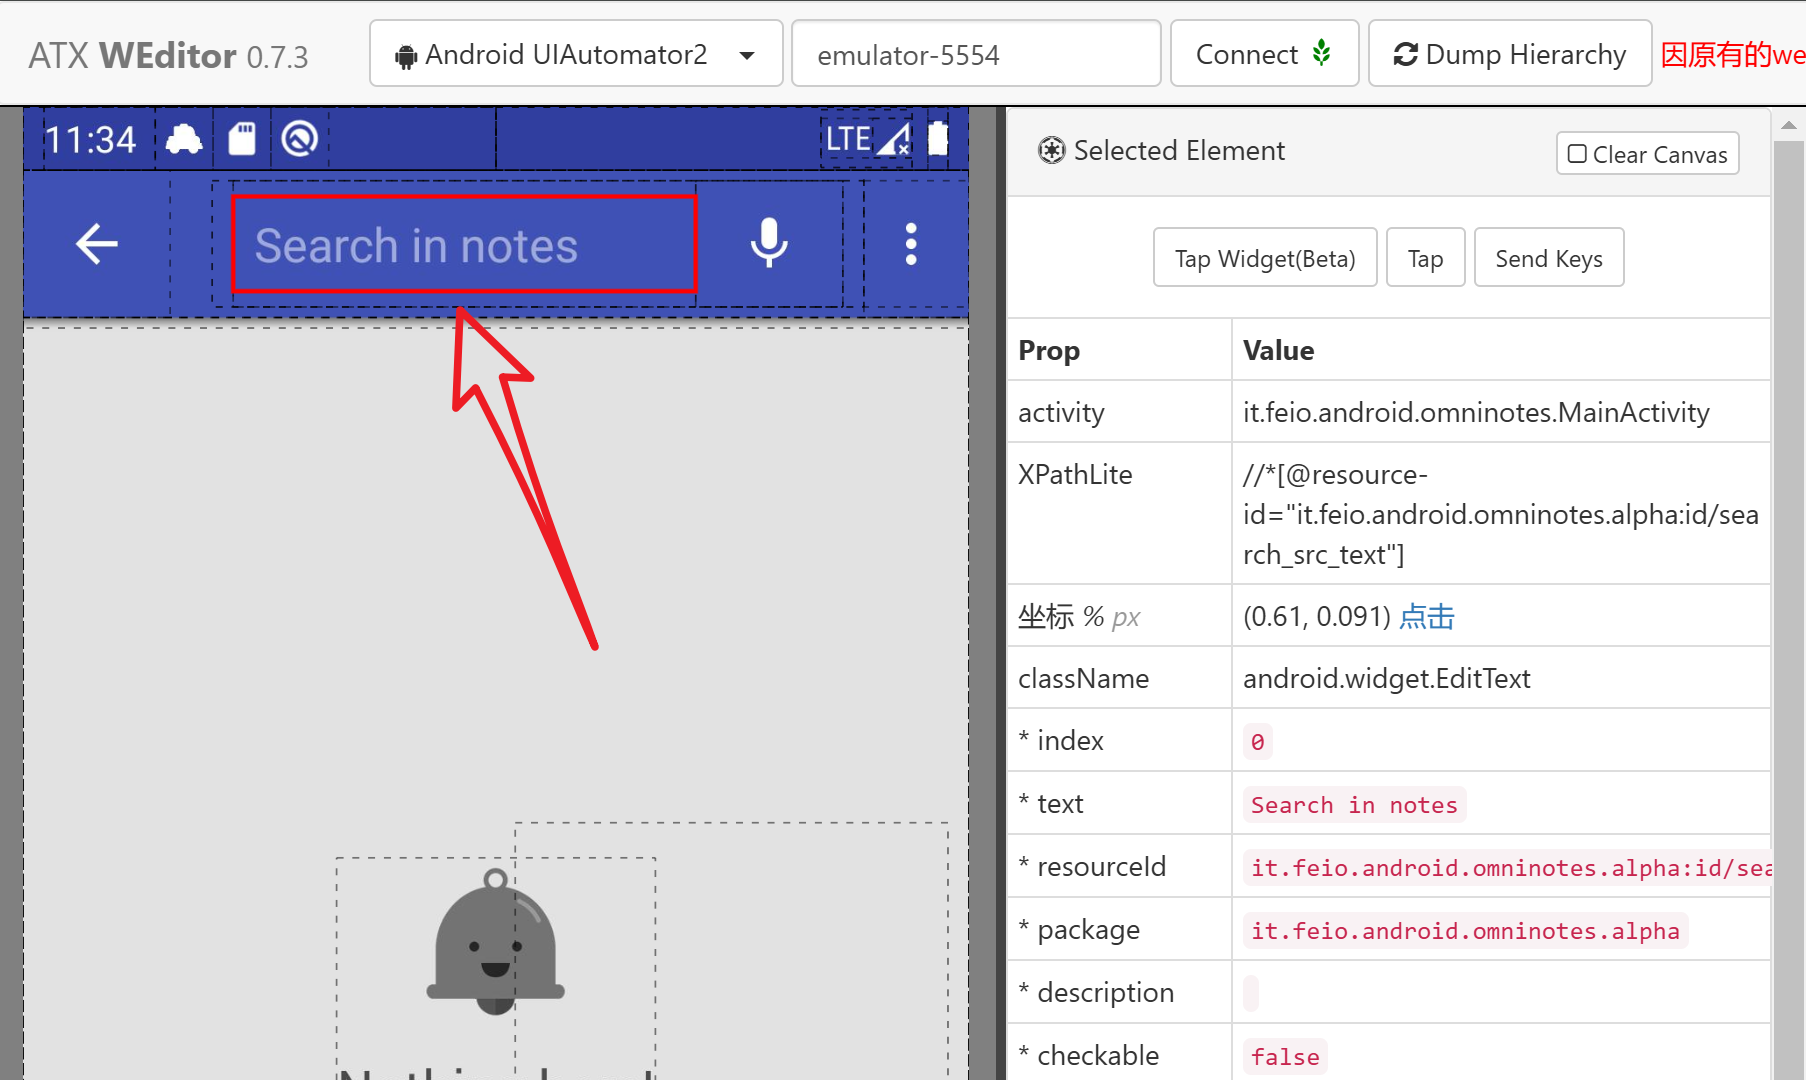 ATX WEditor 0.7.3
Android UIAutomator2
emulator-5554
Connect
Dump Hierarchy
因原有的we
11:34
LTE
Search in notes
Selected Element
Clear Canvas
Tap Widget(Beta)
Tap
Send Keys
Prop Value
activity it.feio.android.omninotes.MainActivity
XPathLite //*[@resource-
id="it.feio.android.omninotes.alpha:id/sea
rch_src_text"]
坐标 % px (0.61, 0.091) 点击
className android.widget.EditText
* index 0
* text Search in notes
* resourceId it.feio.android.omninotes.alpha:id/sea
* package it.feio.android.omninotes.alpha
* description
* checkable false